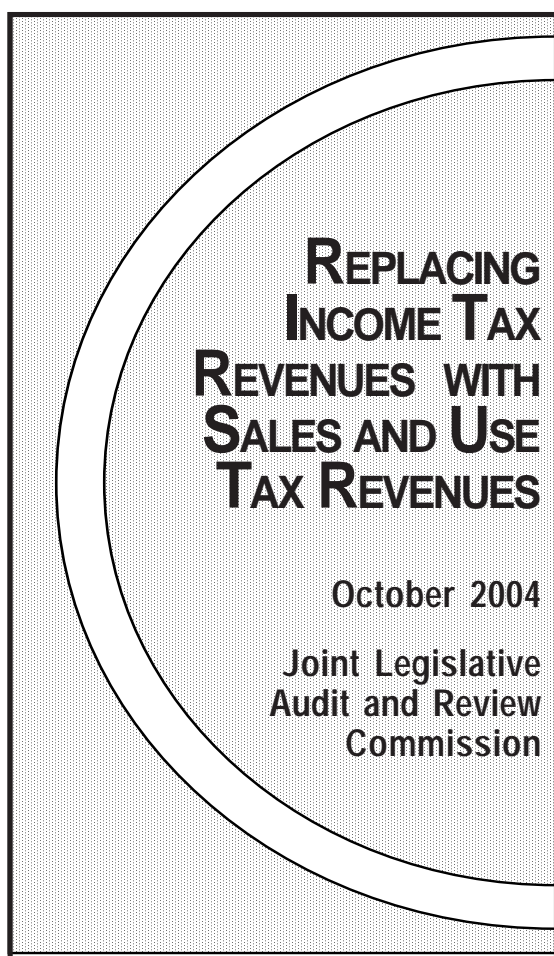 REPLACING
INCOME TAX
REVENUES WITH
SALES AND USE
TAX REVENUES
October 2004
Joint Legislative
Audit and Review
Commission